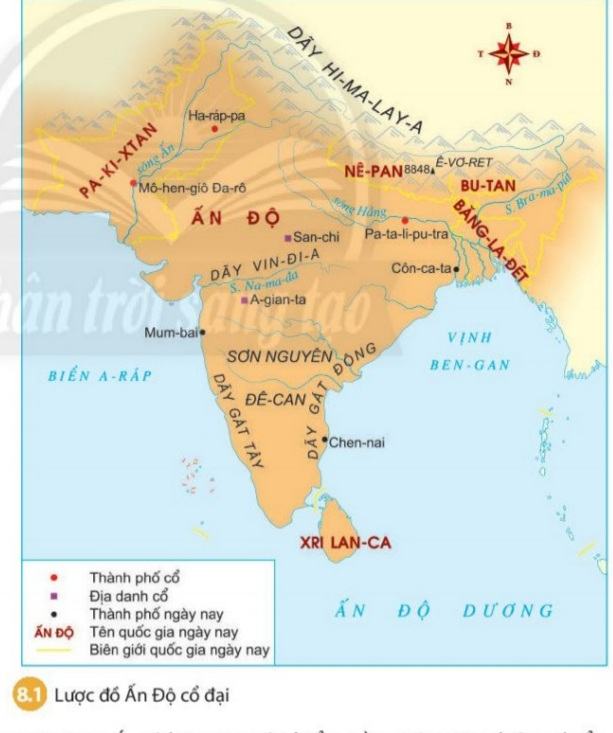 B
T
Đ
N
DÃY HI-MA-LAY-A
Ha-ráp-pa
PA-KI-XTAN
sông Ấn
Mô-hen-giô Đa-rô
NÊ-PAN
8848
Ê-VƠ-RET
BU-TAN
S. Bra-ma-pút
BĂNG-LA-ĐÉT
ẤN ĐỘ
sông Hằng
Pa-ta-li-pu-tra
San-chi
DÃY VIN-ĐI-A
Côn-ca-ta
S. Na-ma-đa
A-gian-ta
chân trời sáng tạo
Mum-bai
SƠN NGUYÊN
ĐÊ-CAN
VỊNH
BEN-GAN
BIỂN A-RÁP
DÃY GÁT TÂY
DÃY GÁT ĐÔNG
Chen-nai
XRI LAN-CA
ẤN ĐỘ DƯƠNG
Thành phố cổ
Địa danh cổ
Thành phố ngày nay
ẤN ĐỘ Tên quốc gia ngày nay
Biên giới quốc gia ngày nay
8.1 Lược đồ Ấn Độ cổ đại